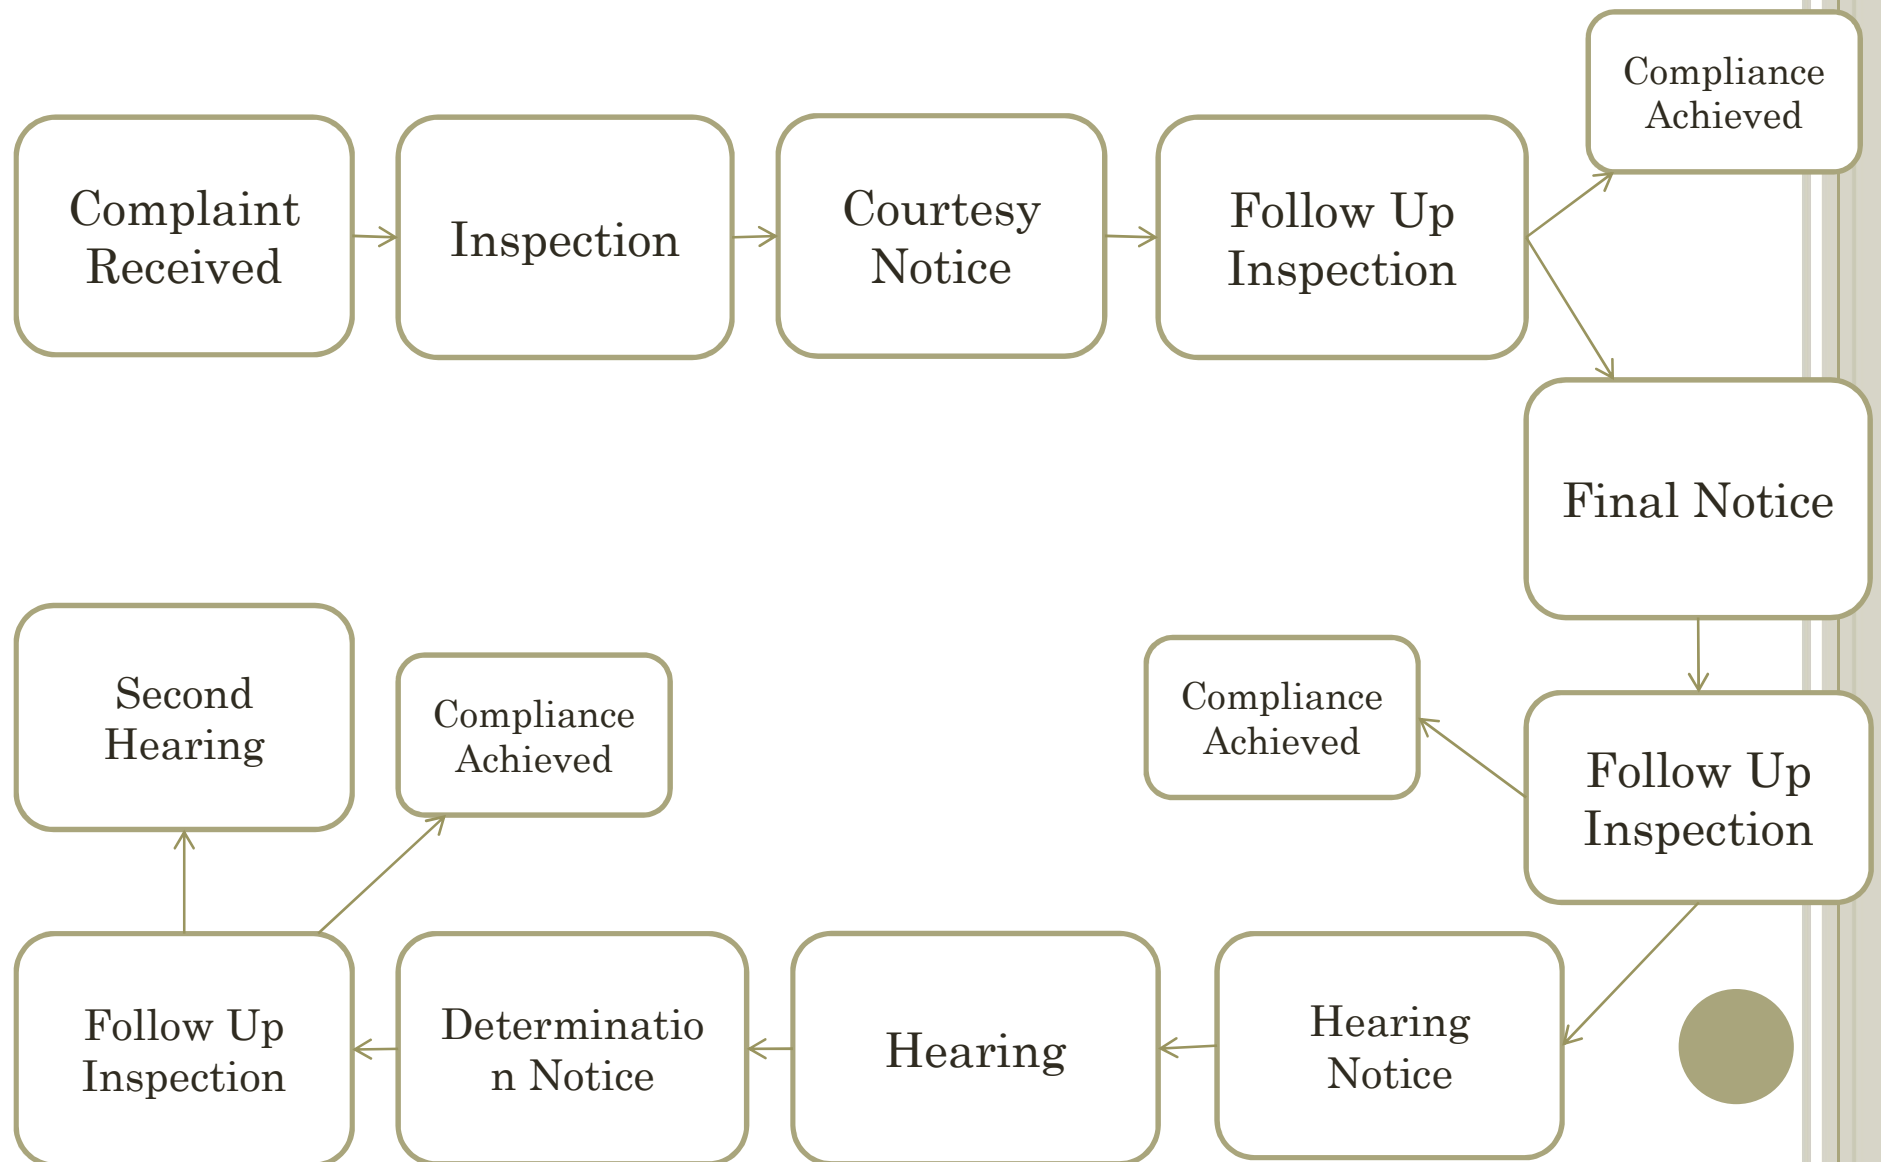 Complaint
Received
Inspection
Courtesy
Notice
Follow Up
Inspection
Compliance
Achieved
Final Notice
Follow Up
Inspection
Compliance
Achieved
Hearing
Notice
Hearing
Determinatio
n Notice
Follow Up
Inspection
Compliance
Achieved
Second
Hearing